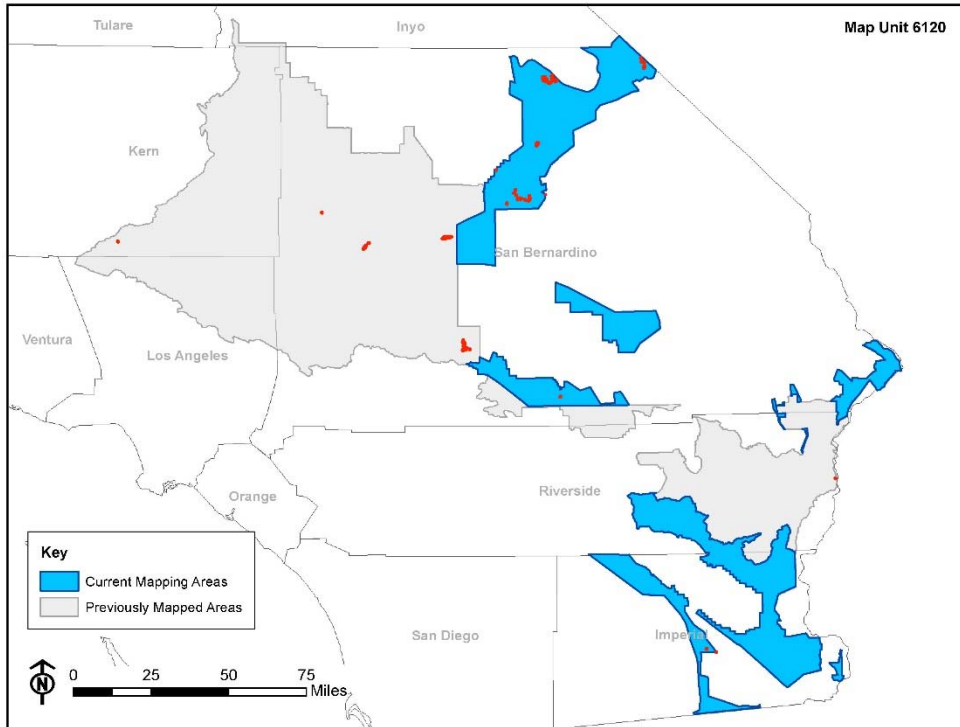 Tulare
Inyo
Map Unit 6120
Kern
San Bernardino
Ventura
Los Angeles
Orange
Riverside
Key
Current Mapping Areas
Previously Mapped Areas
San Diego
Imperial
N
0 25 50 75
Miles